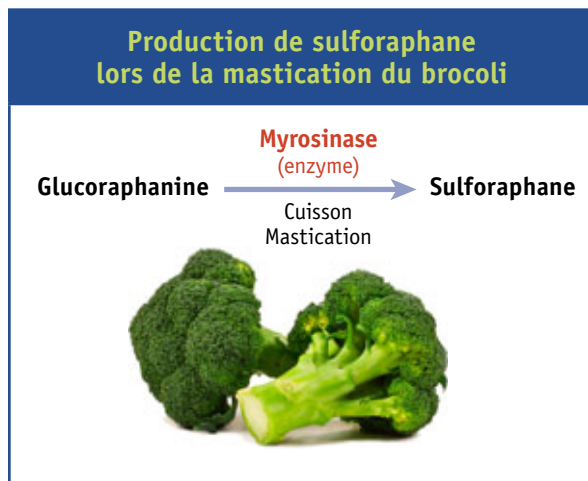 Production de sulforaphane
lors de la mastication du brocoli
Myrosinase
(enzyme)
Glucoraphanine
Sulforaphane
Cuisson
Mastication